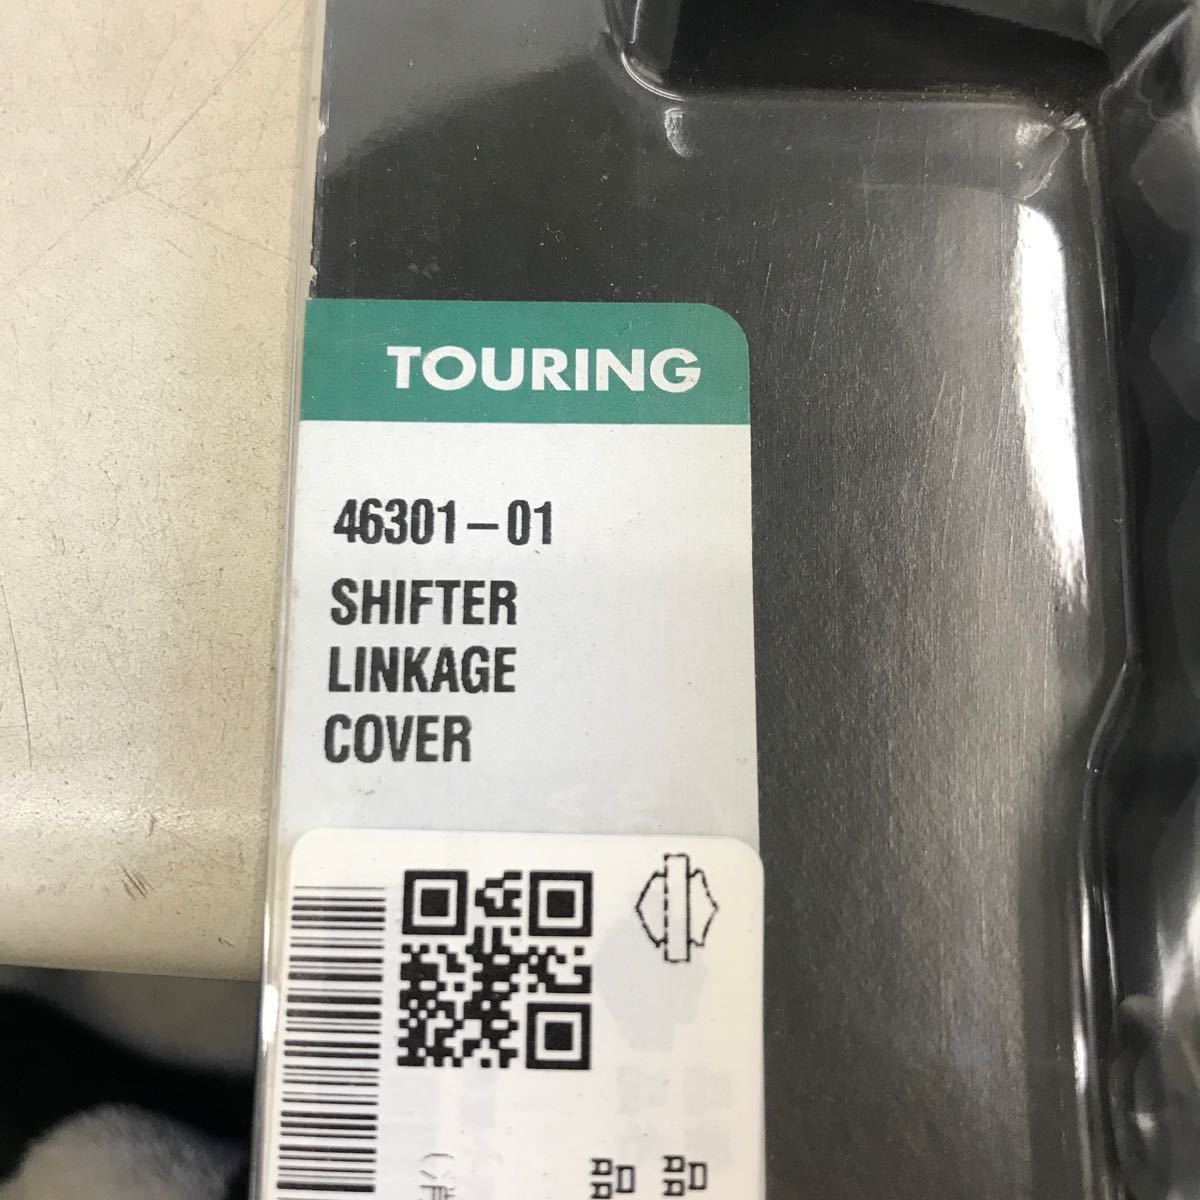 TOURING
46301-01
SHIFTER
LINKAGE
COVER